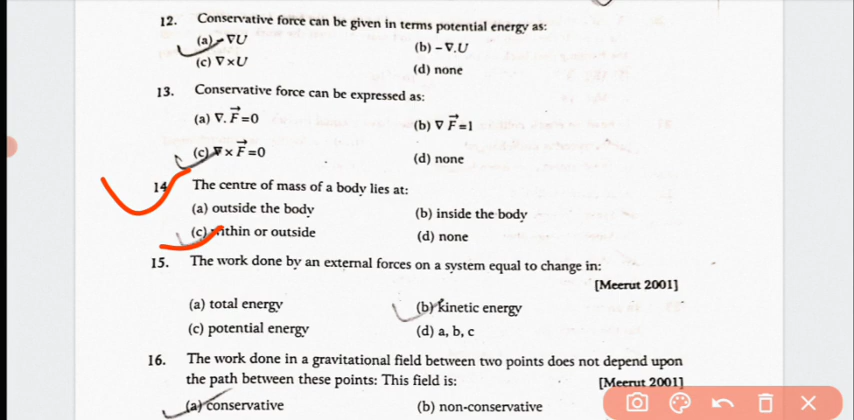 12. Conservative force can be given in terms potential energy as:
(a) - ∇U (b) - ∇.U
(c) ∇×U (d) none
13. Conservative force can be expressed as:
(a) ∇. F⃗ =0 (b) ∇ F⃗ =1
(c) ∇ × F⃗ =0 (d) none
14 The centre of mass of a body lies at:
(a) outside the body (b) inside the body
(c) within or outside (d) none
15. The work done by an external forces on a system equal to change in:
[Meerut 2001]
(a) total energy (b) kinetic energy
(c) potential energy (d) a, b, c
16. The work done in a gravitational field between two points does not depend upon
the path between these points: This field is: [Meerut 2001]
(a) conservative (b) non-conservative